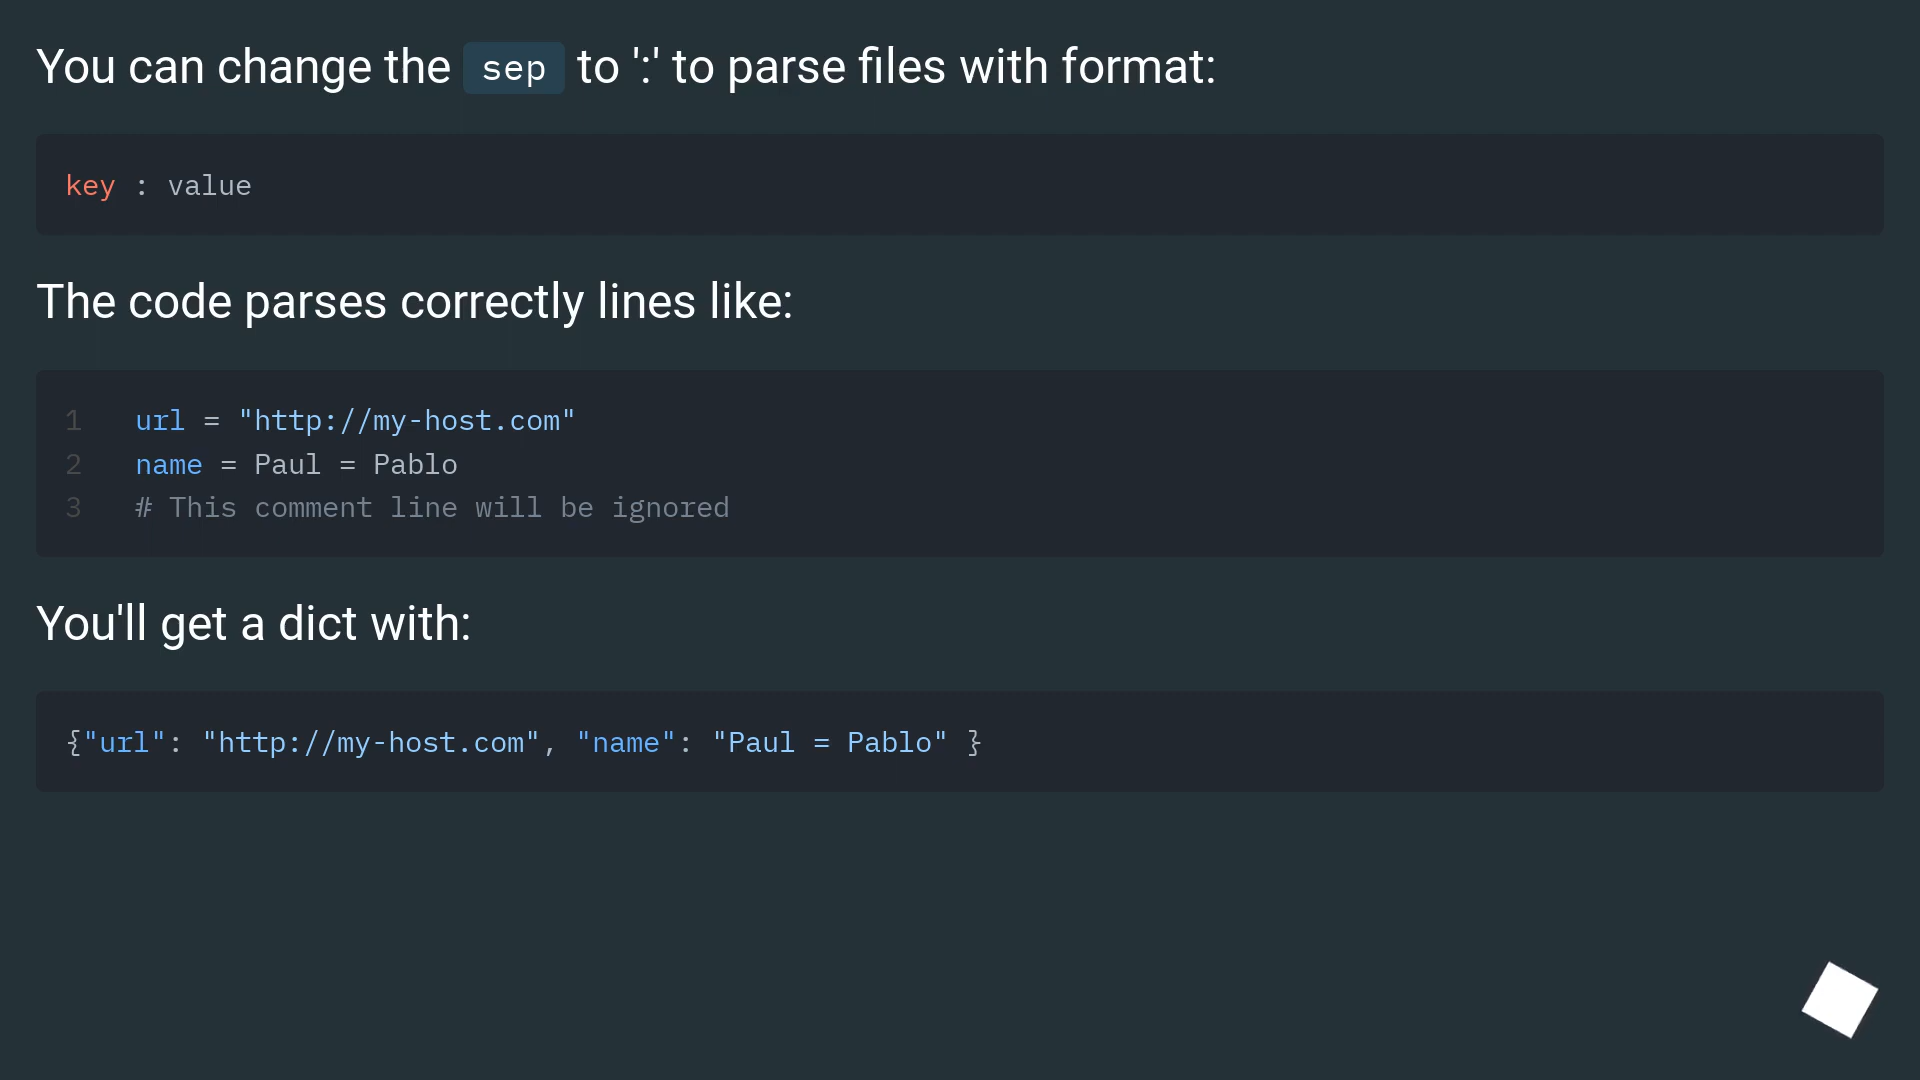 You can change the sep to ':' to parse files with format:
key : value
The code parses correctly lines like:
1 url = "http://my-host.com"
2 name = Paul = Pablo
3 # This comment line will be ignored
You'll get a dict with:
{"url": "http://my-host.com", "name": "Paul = Pablo" }